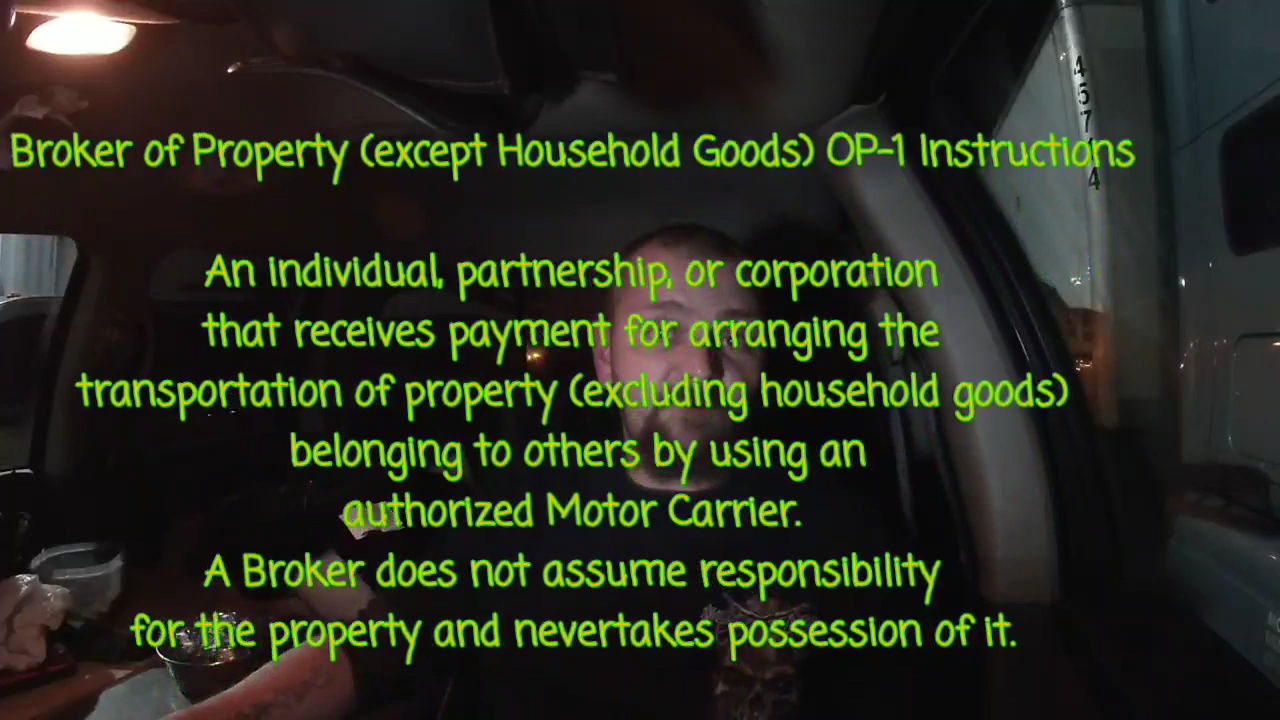 Broker of Property (except Household Goods) OP-1 Instructions
An individual, partnership, or corporation
that receives payment for arranging the
transportation of property (excluding household goods)
belonging to others by using an
authorized Motor Carrier.
A Broker does not assume responsibility
for the property and nevertakes possession of it.
4574